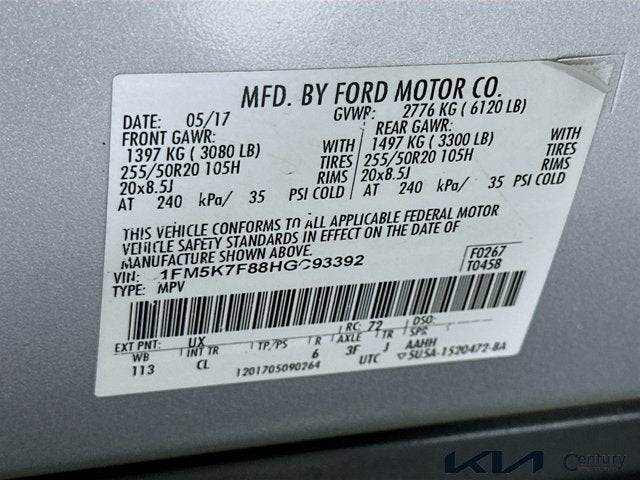 MFD. BY FORD MOTOR CO.
DATE: 05/17 GVWR: 2776 KG ( 6120 LB)
FRONT GAWR: REAR GAWR:
1397 KG ( 3080 LB) WITH 1497 KG ( 3300 LB) WITH
255/50R20 105H TIRES 255/50R20 105H TIRES
20x8.5J RIMS 20x8.5J RIMS
AT 240 kPa/ 35 PSI COLD AT 240 kPa/ 35 PSI COLD
THIS VEHICLE CONFORMS TO ALL APPLICABLE FEDERAL MOTOR
VEHICLE SAFETY STANDARDS IN EFFECT ON THE DATE OF
MANUFACTURE SHOWN ABOVE.
VIN: 1FM5K7F88HGC93392 F0267
TYPE: MPV T0458
EXT PNT: UX RC: 72 DSO:
WB INT TR TP/PS R AXLE TR SPR
113 CL 6 3F J AAHH
1201705090264 UTC ▽5U5A-1520472-BA
KIA Century